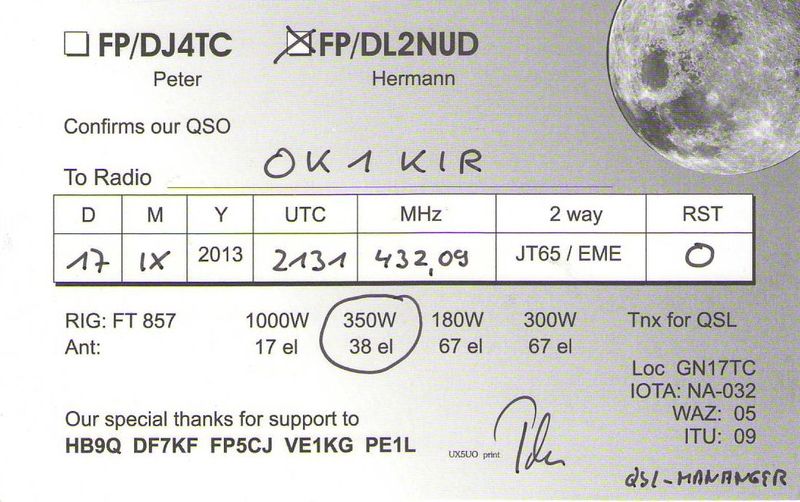 FP/DJ4TC FP/DL2NUD
Peter Hermann
Confirms our QSO
To Radio OK1KIR
D M Y UTC MHz 2 way RST
17 IX 2013 2131 432,09 JT65 / EME O
RIG: FT 857 1000W 350W 180W 300W Tnx for QSL
Ant: 17 el 38 el 67 el 67 el
Loc GN17TC
IOTA: NA-032
WAZ: 05
ITU: 09
Our special thanks for support to
HB9Q DF7KF FP5CJ VE1KG PE1L
UX5UO print
QSL-MANANGER